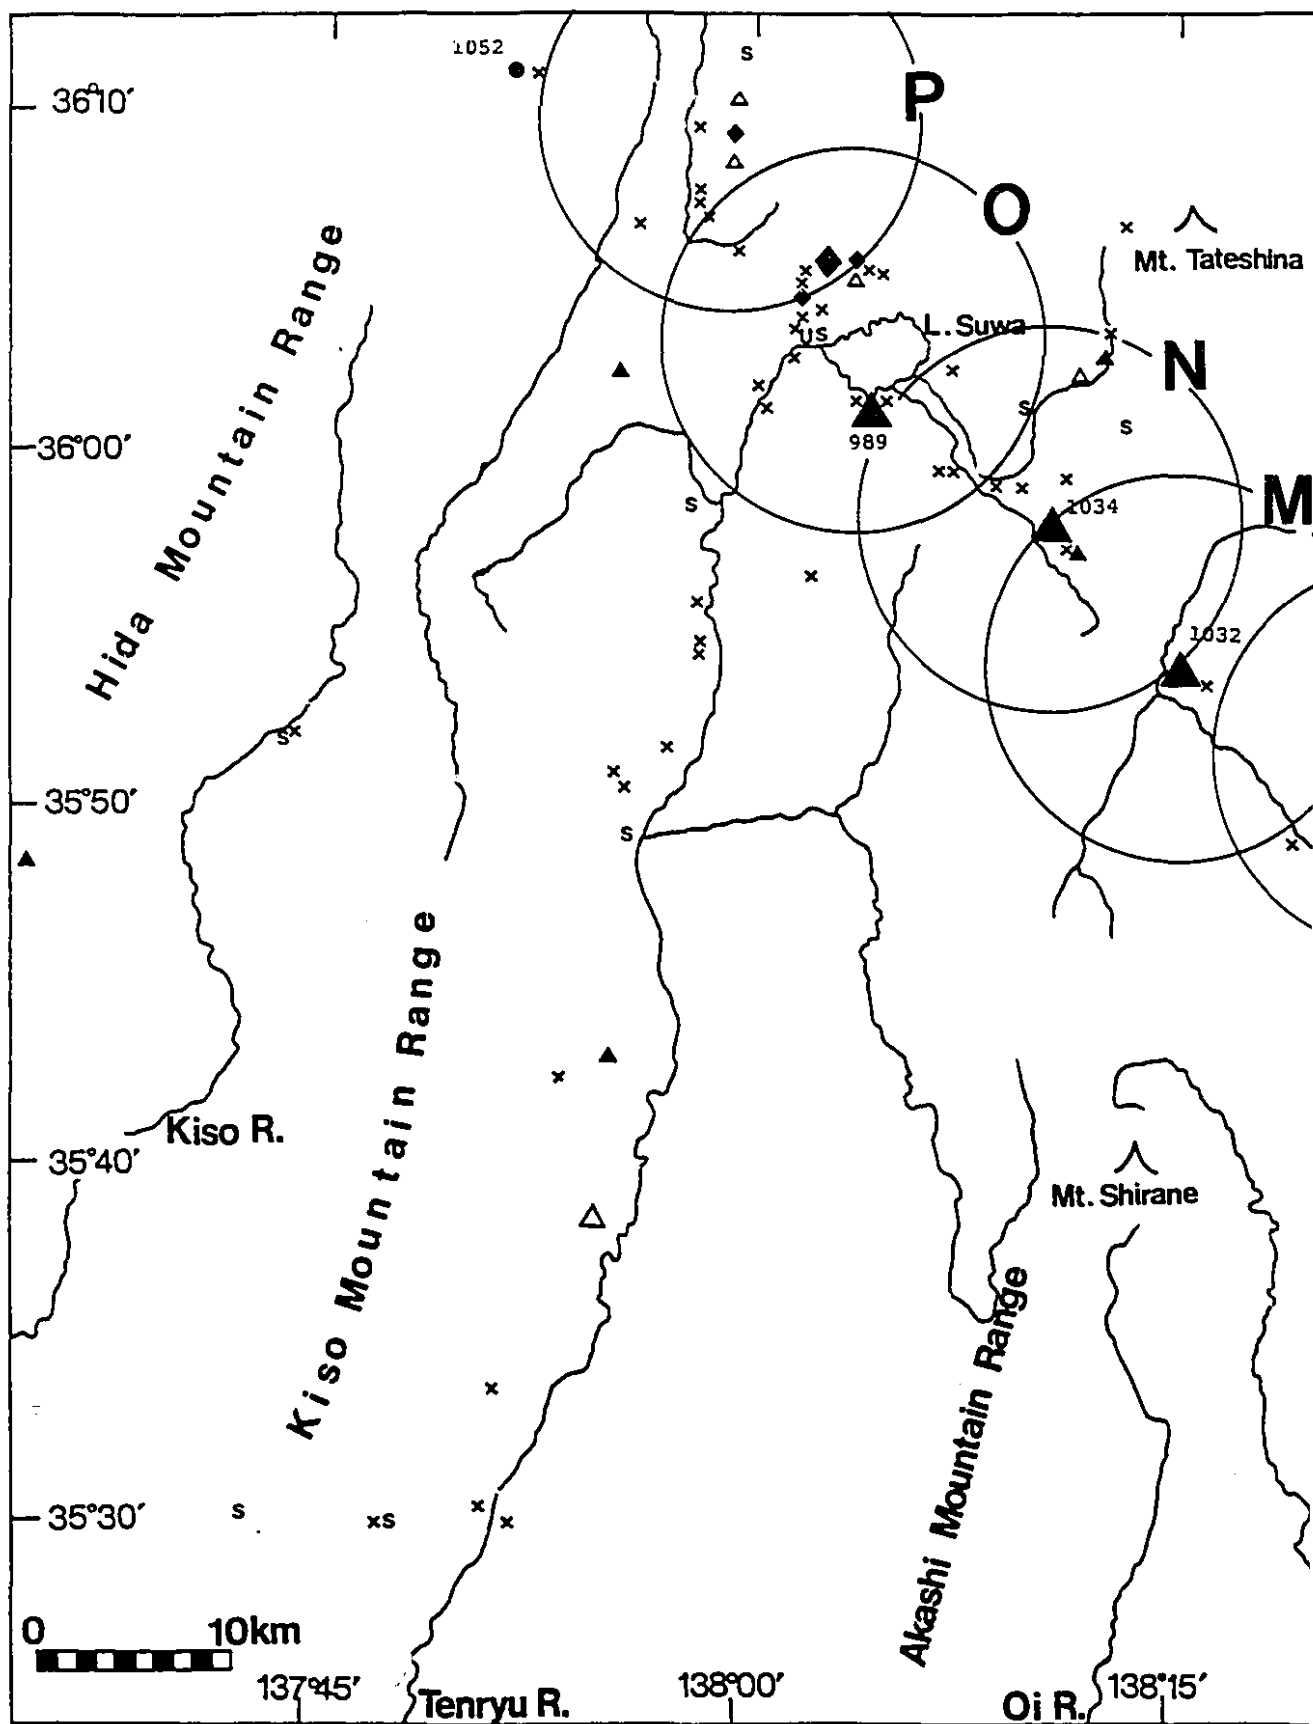 1052
s
P
36°10′
O
Mt. Tateshina
Hida Mountain Range
L. Suwa
US
N
s
s
989
36°00′
s
1034
M
1032
s
35°50′
s
Kiso Mountain Range
Kiso R.
35°40′
Mt. Shirane
Akashi Mountain Range
s
35°30′
s
0 10km
137°45′
138°00′
138°15′
Tenryu R.
Oi R.